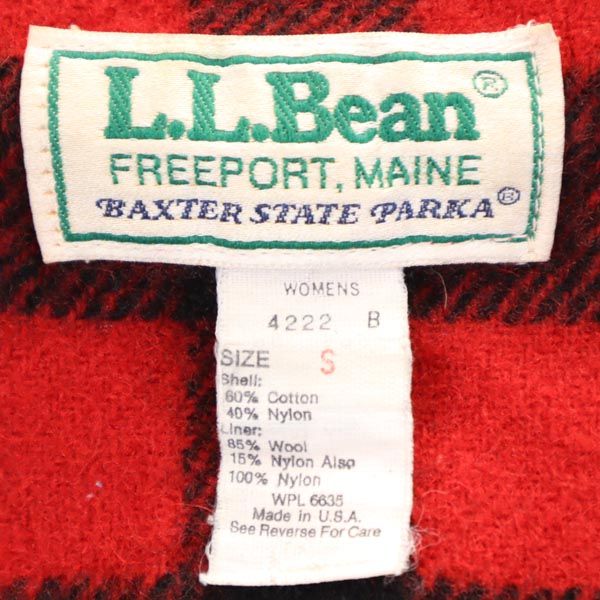 L.L.Bean®
FREEPORT, MAINE
BAXTER STATE PARKA®
WOMENS
4222 B
SIZE S
Shell:
60% Cotton
40% Nylon
Liner:
85% Wool
15% Nylon Also
100% Nylon
WPL 6635
Made in U.S.A.
See Reverse For Care